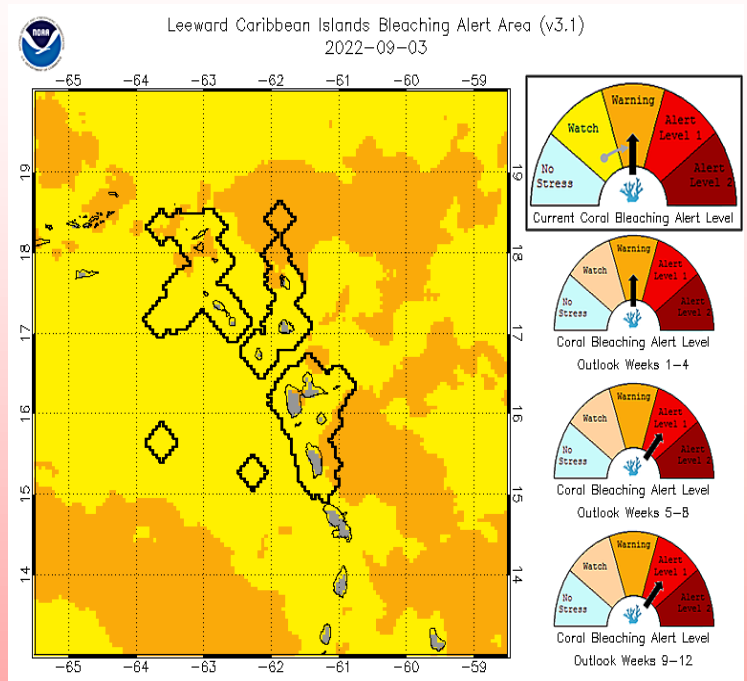 Leeward Caribbean Islands Bleaching Alert Area (v3.1)
2022-09-03
NOAA
-65 -64 -63 -62 -61 -60 -59
19 19
18 18
17 17
16 16
15 15
14 14
-65 -64 -63 -62 -61 -60 -59
No Stress
Watch
Warning
Alert Level 1
Alert Level 2
Current Coral Bleaching Alert Level
No Stress
Watch
Warning
Alert Level 1
Alert Level 2
Coral Bleaching Alert Level
Outlook Weeks 1-4
No Stress
Watch
Warning
Alert Level 1
Alert Level 2
Coral Bleaching Alert Level
Outlook Weeks 5-8
No Stress
Watch
Warning
Alert Level 1
Alert Level 2
Coral Bleaching Alert Level
Outlook Weeks 9-12